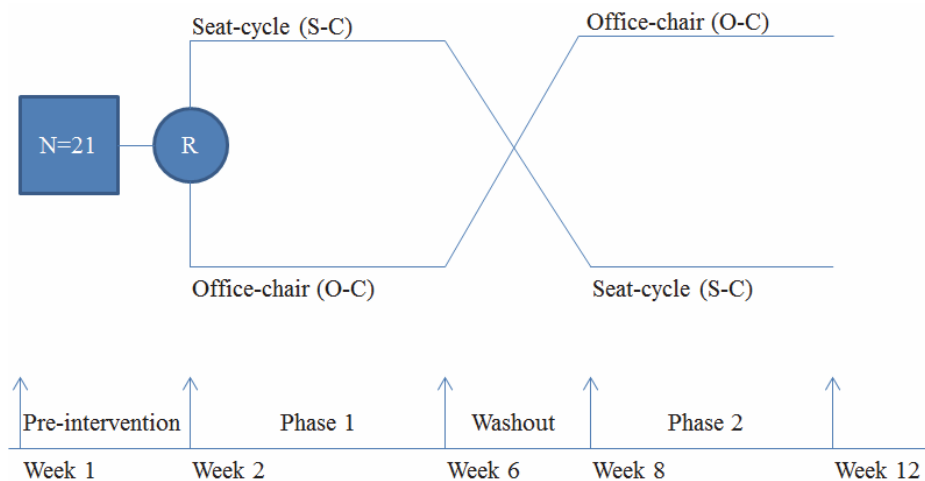 Seat-cycle (S-C)
Office-chair (O-C)
N=21
R
Office-chair (O-C)
Seat-cycle (S-C)
Pre-intervention
Phase 1
Washout
Phase 2
Week 1
Week 2
Week 6
Week 8
Week 12